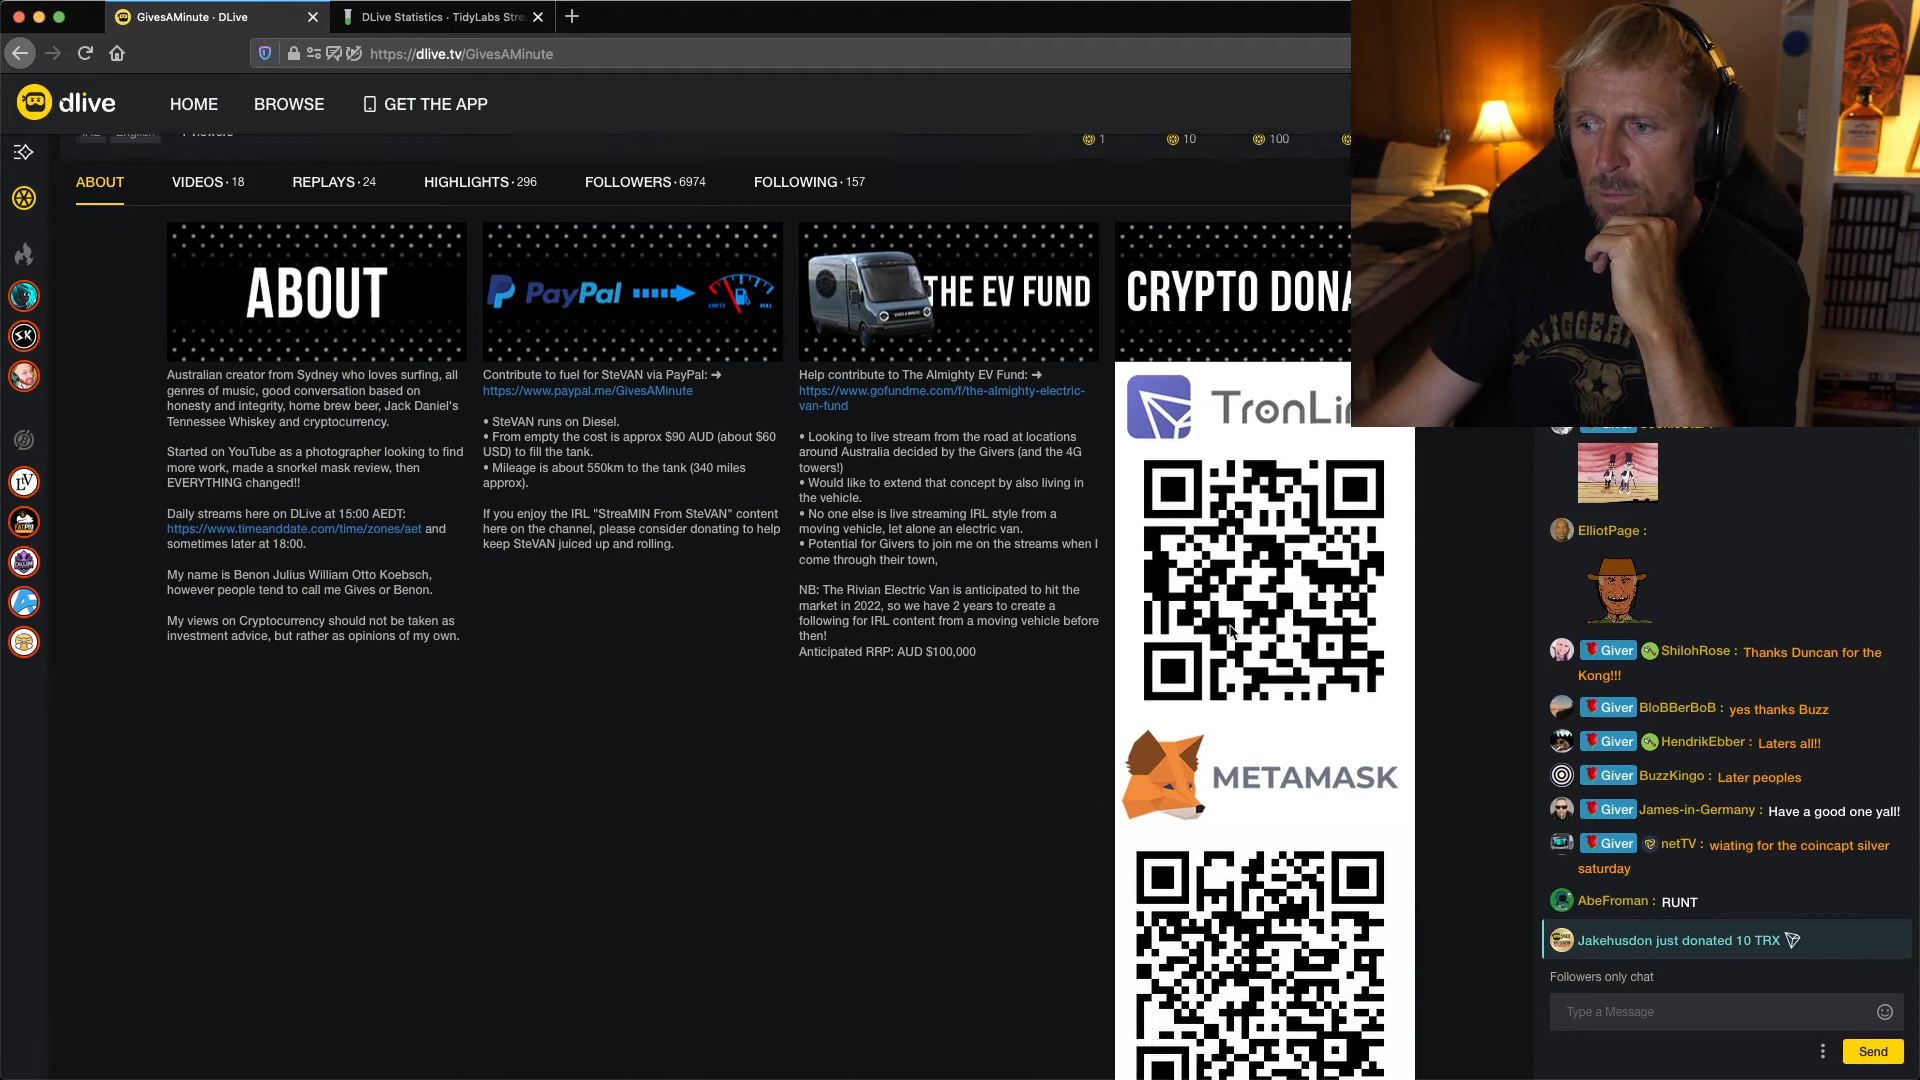 GivesAMinute · DLive
DLive Statistics · TidyLabs Stre
https://dlive.tv/GivesAMinute
dlive
HOME
BROWSE
GET THE APP
1
10
100
ABOUT
VIDEOS · 18
REPLAYS · 24
HIGHLIGHTS · 296
FOLLOWERS · 6974
FOLLOWING · 157
ABOUT
Australian creator from Sydney who loves surfing, all
genres of music, good conversation based on
honesty and integrity, home brew beer, Jack Daniel's
Tennessee Whiskey and cryptocurrency.
Started on YouTube as a photographer looking to find
more work, made a snorkel mask review, then
EVERYTHING changed!!
Daily streams here on DLive at 15:00 AEDT:
https://www.timeanddate.com/time/zones/aet and
sometimes later at 18:00.
My name is Benon Julius William Otto Koebsch,
however people tend to call me Gives or Benon.
My views on Cryptocurrency should not be taken as
investment advice, but rather as opinions of my own.
PayPal
EMPTY
FULL
Contribute to fuel for SteVAN via PayPal: ➜
https://www.paypal.me/GivesAMinute
• SteVAN runs on Diesel.
• From empty the cost is approx $90 AUD (about $60
USD) to fill the tank.
• Mileage is about 550km to the tank (340 miles
approx).
If you enjoy the IRL "StreaMIN From SteVAN" content
here on the channel, please consider donating to help
keep SteVAN juiced up and rolling.
THE EV FUND
Help contribute to The Almighty EV Fund: ➜
https://www.gofundme.com/f/the-almighty-electric-
van-fund
• Looking to live stream from the road at locations
around Australia decided by the Givers (and the 4G
towers!)
• Would like to extend that concept by also living in
the vehicle.
• No one else is live streaming IRL style from a
moving vehicle, let alone an electric van.
• Potential for Givers to join me on the streams when I
come through their town,
NB: The Rivian Electric Van is anticipated to hit the
market in 2022, so we have 2 years to create a
following for IRL content from a moving vehicle before
then!
Anticipated RRP: AUD $100,000
CRYPTO DONA
TronLin
METAMASK
ElliotPage :
Giver ShilohRose : Thanks Duncan for the
Kong!!!
Giver BloBBerBoB : yes thanks Buzz
Giver HendrikEbber : Laters all!!
Giver BuzzKingo : Later peoples
Giver James-in-Germany : Have a good one yall!
Giver netTV : wiating for the coincapt silver
saturday
AbeFroman : RUNT
Jakehusdon just donated 10 TRX
Followers only chat
Type a Message
Send